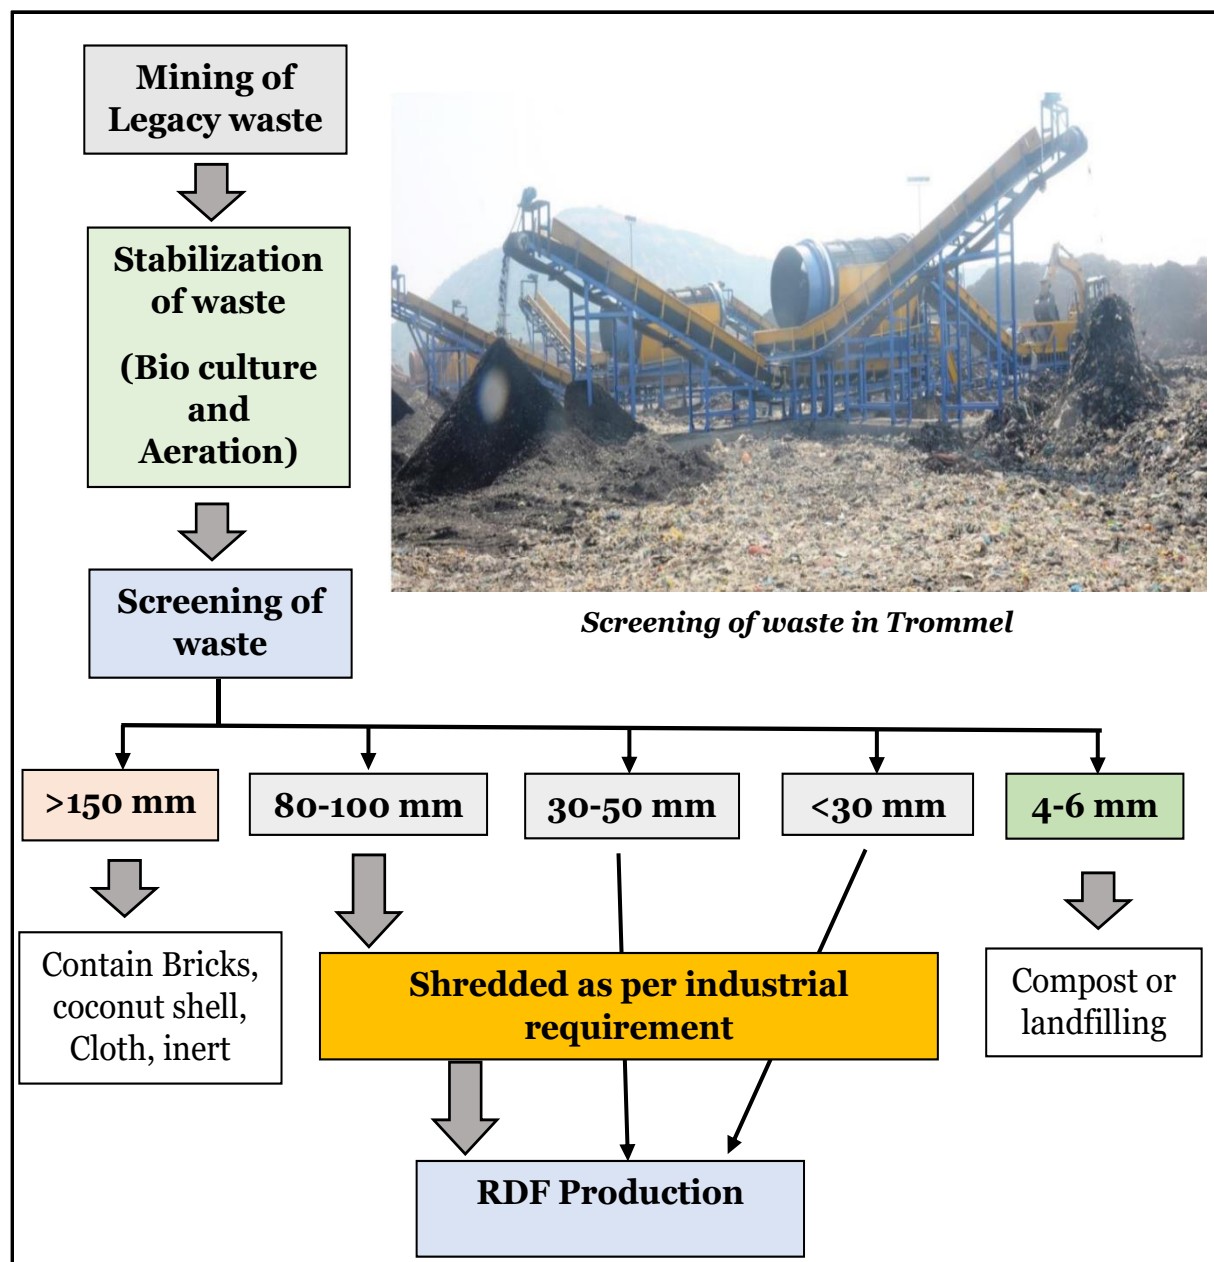 Mining of
Legacy waste
Stabilization
of waste
(Bio culture
and
Aeration)
Screening of
waste
Screening of waste in Trommel
>150 mm
80-100 mm
30-50 mm
<30 mm
4-6 mm
Contain Bricks,
coconut shell,
Cloth, inert
Shredded as per industrial
requirement
Compost or
landfilling
RDF Production